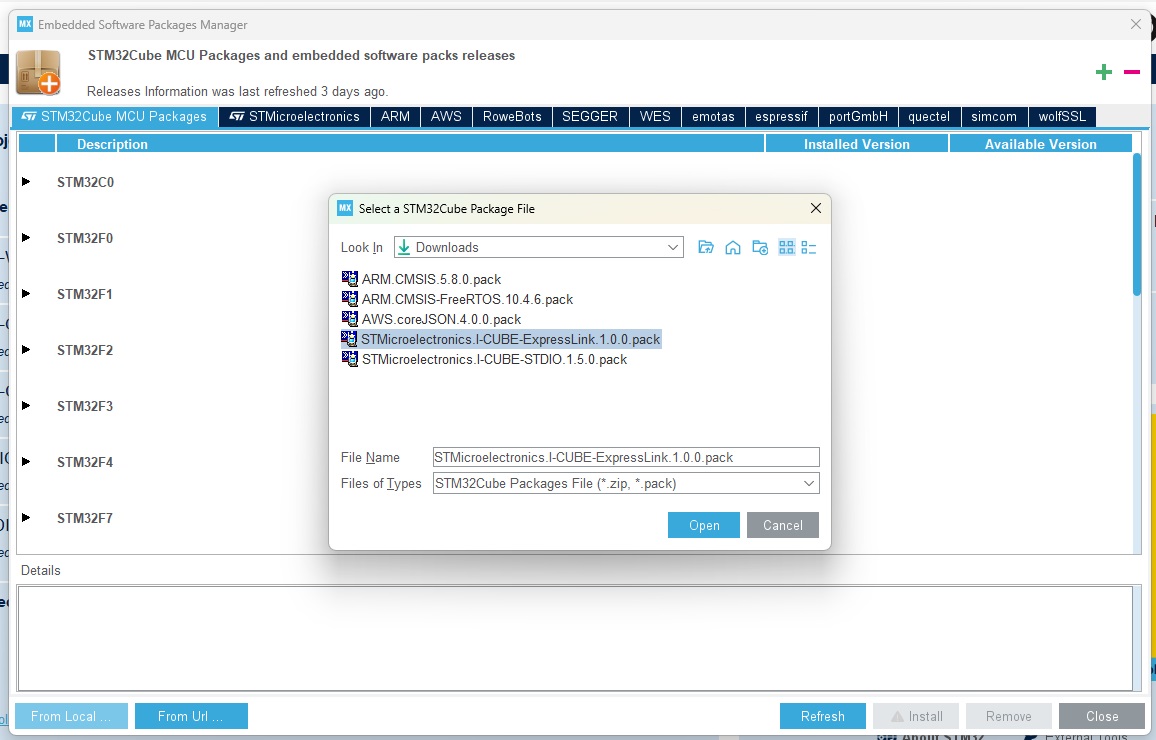 MX Embedded Software Packages Manager
STM32Cube MCU Packages and embedded software packs releases
Releases Information was last refreshed 3 days ago.
STM32Cube MCU Packages STMicroelectronics ARM AWS RoweBots SEGGER WES emotas espressif portGmbH quectel simcom wolfSSL
Description Installed Version Available Version
STM32C0
STM32F0
STM32F1
STM32F2
STM32F3
STM32F4
STM32F7
MX Select a STM32Cube Package File
Look In Downloads
ARM.CMSIS.5.8.0.pack
ARM.CMSIS-FreeRTOS.10.4.6.pack
AWS.coreJSON.4.0.0.pack
STMicroelectronics.I-CUBE-ExpressLink.1.0.0.pack
STMicroelectronics.I-CUBE-STDIO.1.5.0.pack
File Name STMicroelectronics.I-CUBE-ExpressLink.1.0.0.pack
Files of Types STM32Cube Packages File (*.zip, *.pack)
Open Cancel
Details
From Local ... From Url ... Refresh Install Remove Close
About STM32 External Tools